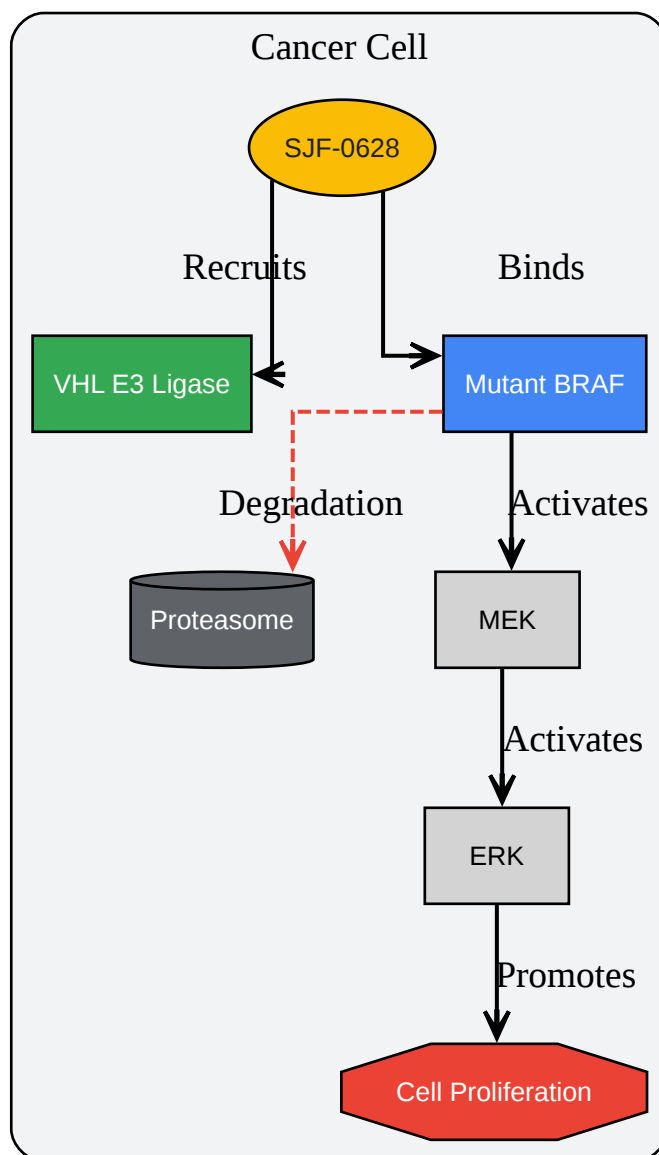 Cancer Cell
SJF-0628
Recruits
Binds
VHL E3 Ligase
Mutant BRAF
Degradation
Activates
Proteasome
MEK
Activates
ERK
Promotes
Cell Proliferation